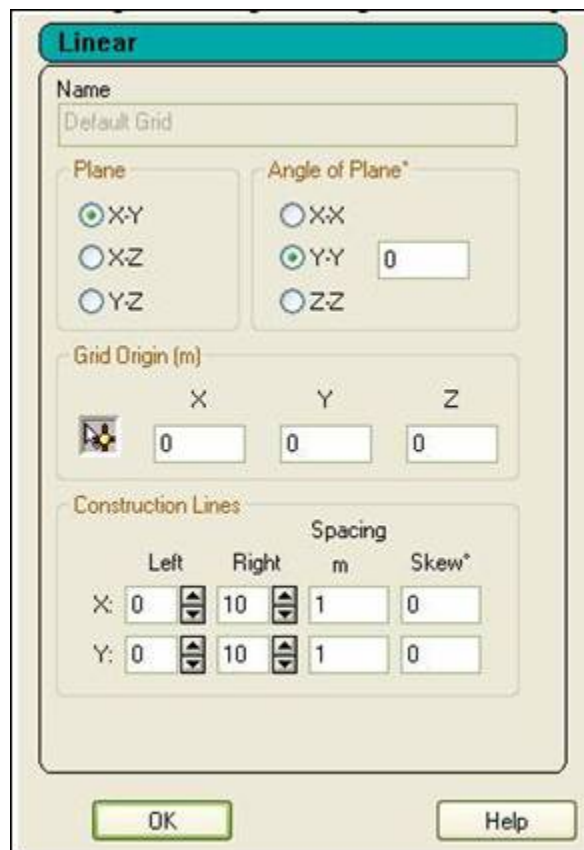 Linear
Name
Default Grid
Plane
X-Y
X-Z
Y-Z
Angle of Plane°
X-X
Y-Y 0
Z-Z
Grid Origin (m)
X Y Z
0 0 0
Construction Lines
Spacing
Left Right m Skew°
X: 0 10 1 0
Y: 0 10 1 0
OK Help